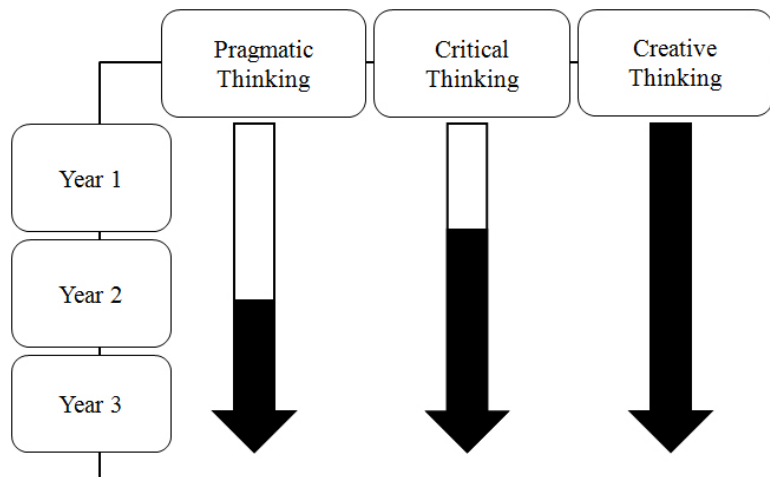 Pragmatic
Thinking
Critical
Thinking
Creative
Thinking
Year 1
Year 2
Year 3